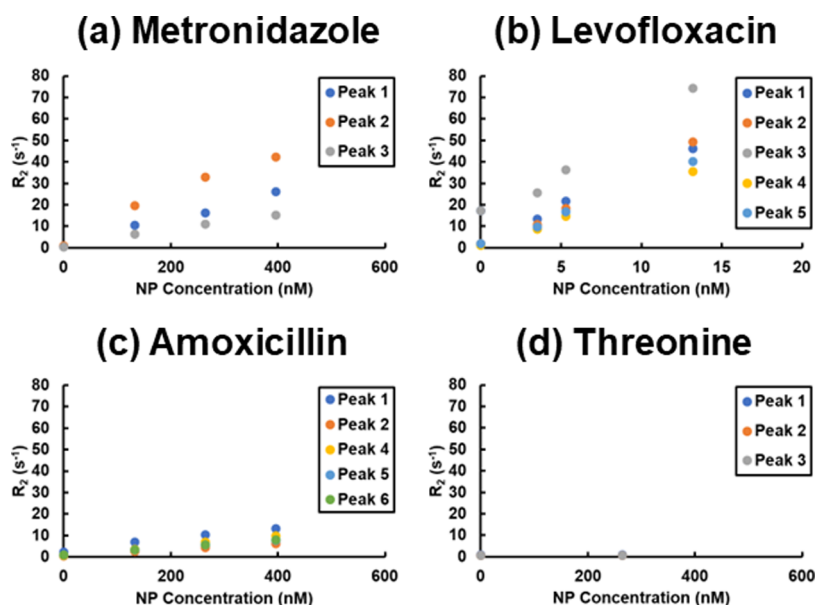 (a) Metronidazole
80
70
60
50
40
30
20
10
0
R2 (s-1)
0 200 400 600
NP Concentration (nM)
Peak 1
Peak 2
Peak 3
(b) Levofloxacin
80
70
60
50
40
30
20
10
0
R2 (s-1)
0 5 10 15 20
NP Concentration (nM)
Peak 1
Peak 2
Peak 3
Peak 4
Peak 5
(c) Amoxicillin
80
70
60
50
40
30
20
10
0
R2 (s-1)
0 200 400 600
NP Concentration (nM)
Peak 1
Peak 2
Peak 4
Peak 5
Peak 6
(d) Threonine
80
70
60
50
40
30
20
10
0
R2 (s-1)
0 200 400 600
NP Concentration (nM)
Peak 1
Peak 2
Peak 3